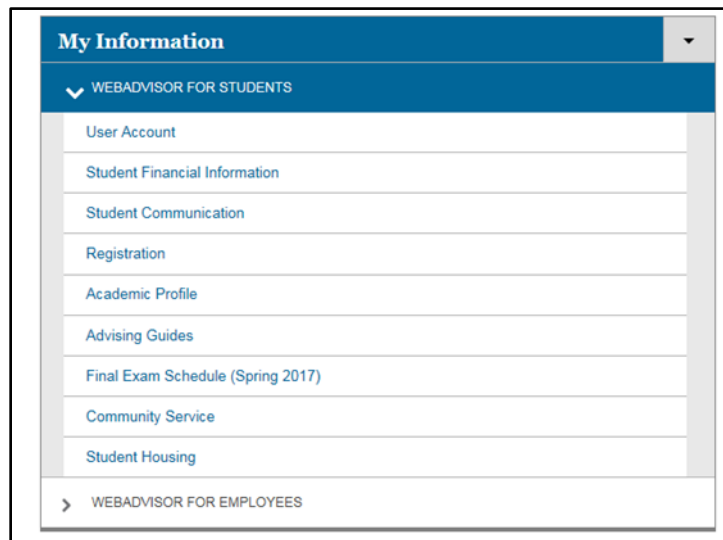 My Information
WEBADVISOR FOR STUDENTS
User Account
Student Financial Information
Student Communication
Registration
Academic Profile
Advising Guides
Final Exam Schedule (Spring 2017)
Community Service
Student Housing
WEBADVISOR FOR EMPLOYEES